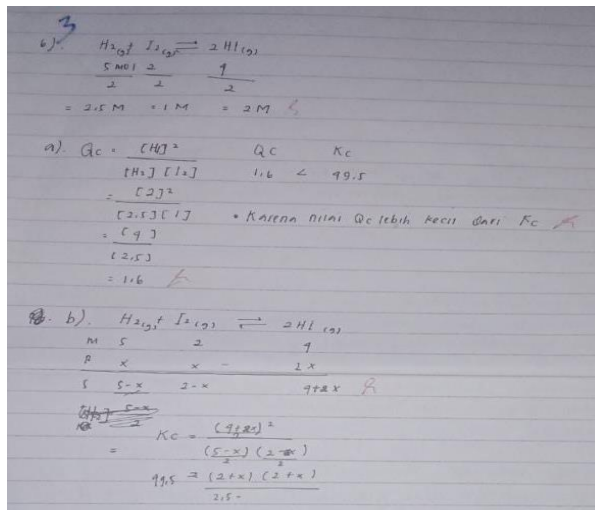 3
6).
H2(g) + I2(g) ⇌ 2HI(g)
5 mol 2 4
2 2 2
= 2.5 M = 1 M = 2 M
a). Qc = [HI]² Qc Kc
[H2] [I2] 1,6 < 49.5
= [2]²
[2.5] [1] • Karena nilai Qc lebih kecil dari Kc
= [4]
[2,5]
= 1.6
b). H2(g) + I2(g) ⇌ 2HI(g)
M 5 2 4
R x x - 2x
S 5-x 2-x 4+2x
Kc = (4+2x)²
= (5-x) (2-x)
2 2
49,5 = (2+x) (2+x)
2,5 -